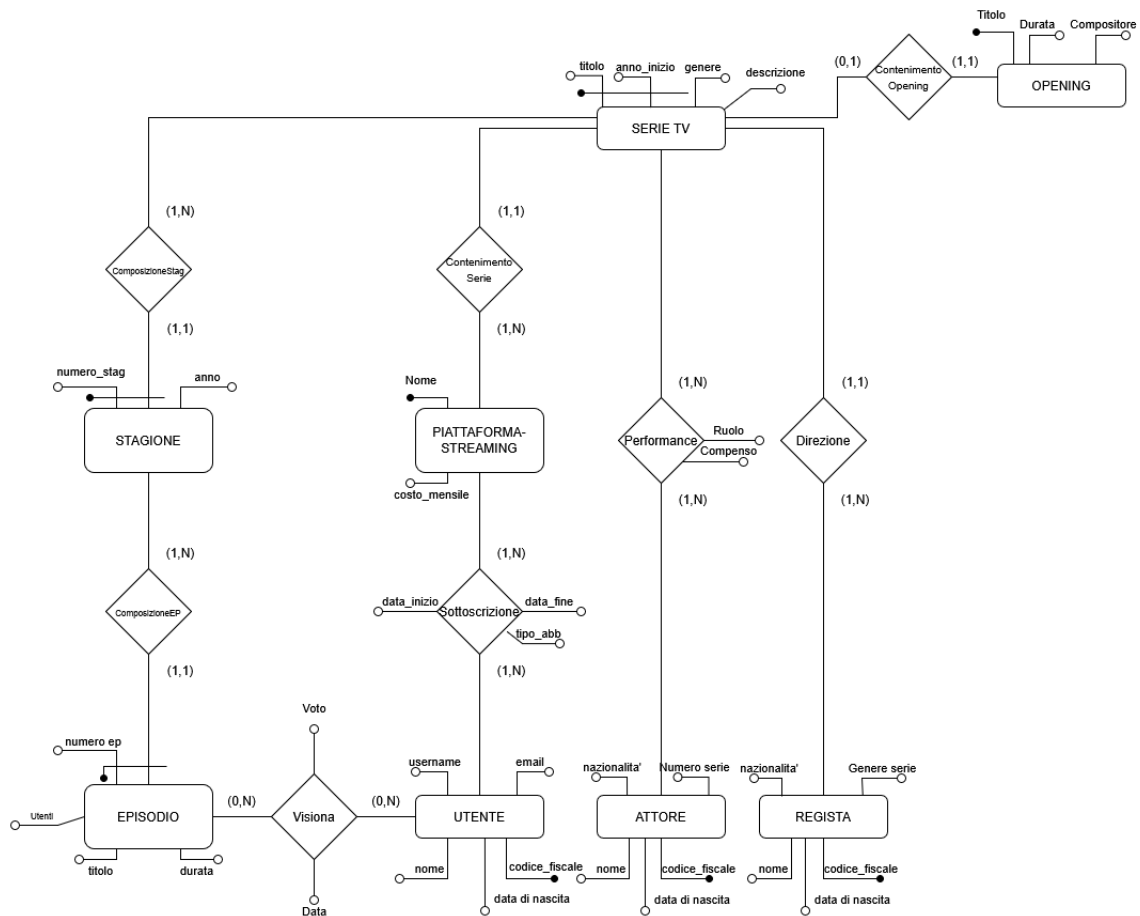 Titolo
Durata
Compositore
titolo
anno_inizio
genere
(0,1)
Contenimento
Opening
(1,1)
OPENING
descrizione
SERIE TV
(1,N)
(1,1)
ComposizioneStag
Contenimento
Serie
(1,1)
(1,N)
numero_stag
anno
Nome
(1,N)
(1,1)
STAGIONE
PIATTAFORMA-
STREAMING
Performance
Ruolo
Compenso
Direzione
costo_mensile
(1,N)
(1,N)
(1,N)
(1,N)
ComposizioneEP
data_inizio
Sottoscrizione
data_fine
tipo_abb
(1,1)
(1,N)
Voto
numero ep
username
email
nazionalita'
Numero serie
nazionalita'
Genere serie
Utenti
EPISODIO
(0,N)
Visiona
(0,N)
UTENTE
ATTORE
REGISTA
titolo
durata
nome
codice_fiscale
nome
codice_fiscale
nome
codice_fiscale
Data
data di nascita
data di nascita
data di nascita